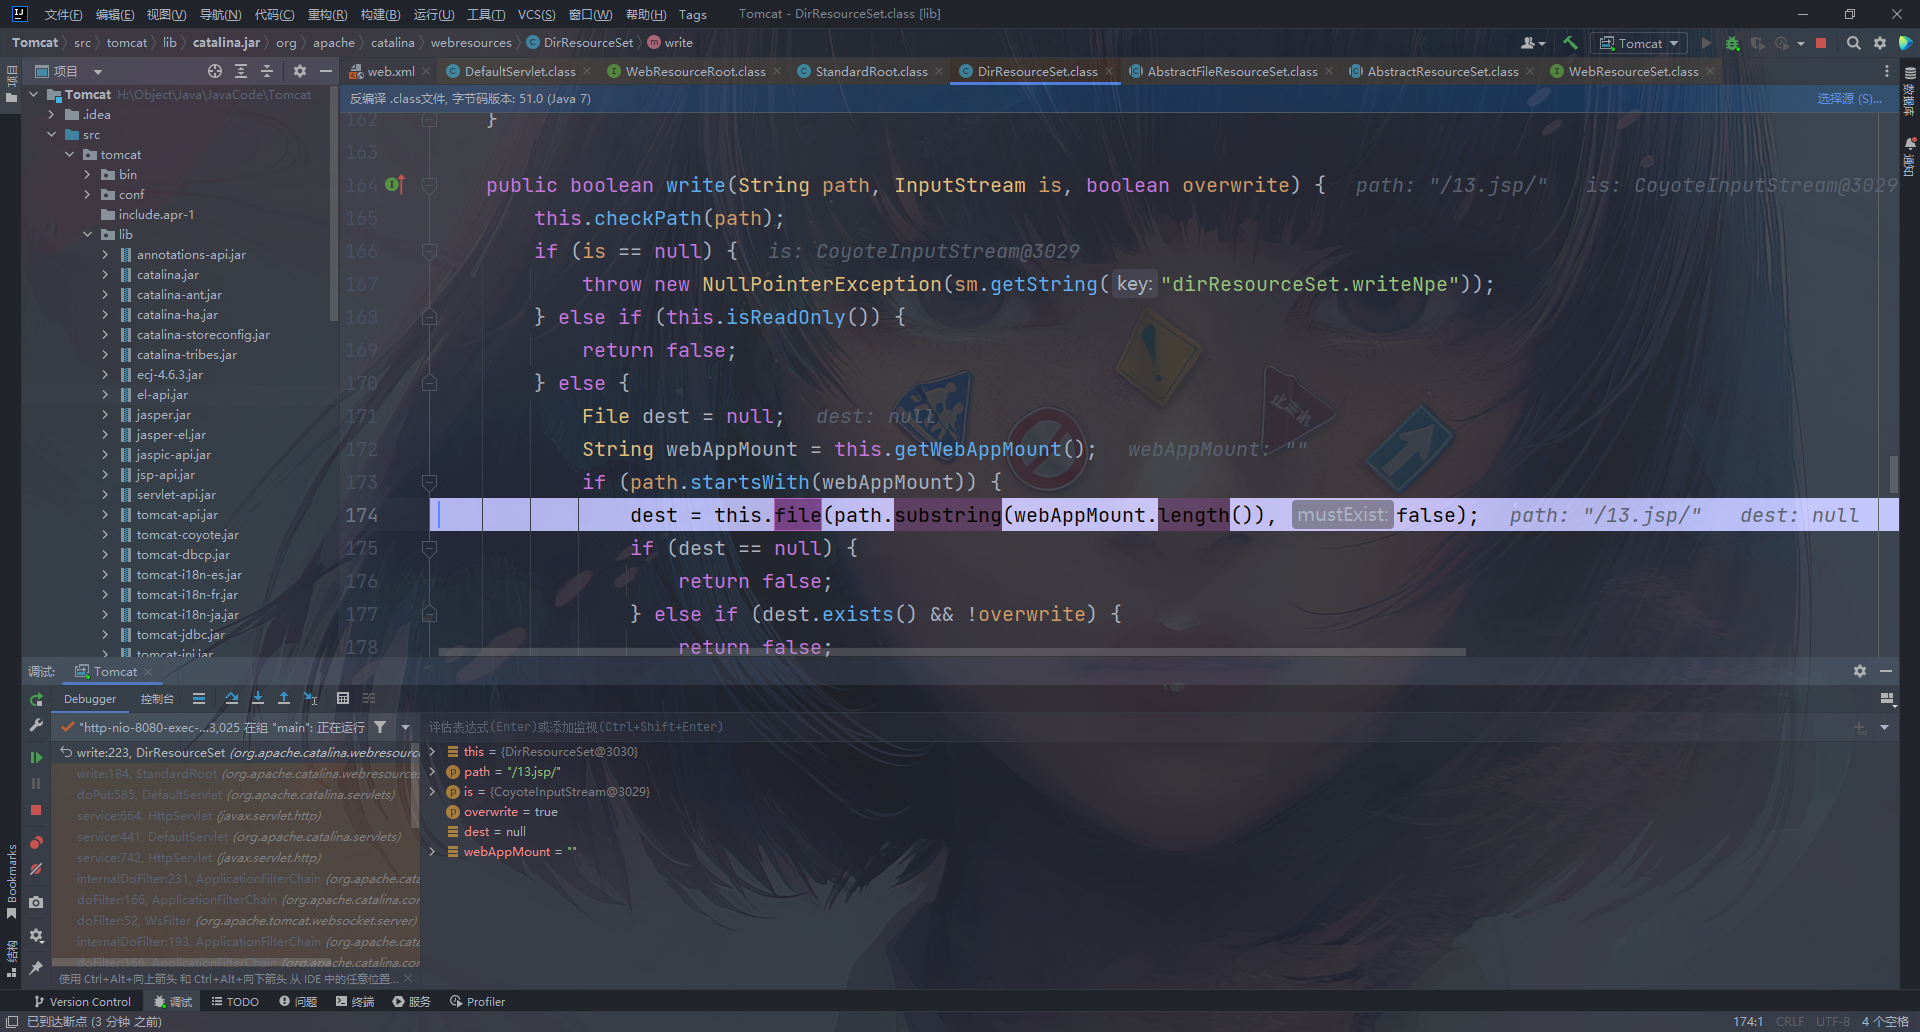 文件(F) 编辑(E) 视图(V) 导航(N) 代码(C) 重构(R) 构建(B) 运行(U) 工具(T) VCS(S) 窗口(W) 帮助(H) Tags Tomcat - DirResourceSet.class [lib]
Tomcat src tomcat lib catalina.jar org apache catalina webresources DirResourceSet write Tomcat
项目 web.xml DefaultServlet.class WebResourceRoot.class StandardRoot.class DirResourceSet.class AbstractFileResourceSet.class AbstractResourceSet.class WebResourceSet.class
项目
数据库
通知
Tomcat H:\Object\Java\JavaCode\Tomcat
.idea
src
tomcat
bin
conf
include.apr-1
lib
annotations-api.jar
catalina.jar
catalina-ant.jar
catalina-ha.jar
catalina-storeconfig.jar
catalina-tribes.jar
ecj-4.6.3.jar
el-api.jar
jasper.jar
jasper-el.jar
jaspic-api.jar
jsp-api.jar
servlet-api.jar
tomcat-api.jar
tomcat-coyote.jar
tomcat-dbcp.jar
tomcat-i18n-es.jar
tomcat-i18n-fr.jar
tomcat-i18n-ja.jar
tomcat-jdbc.jar
tomcat-jni.jar
反编译 .class文件, 字节码版本: 51.0 (Java 7) 选择源 (S)...
162 }
163
164 public boolean write(String path, InputStream is, boolean overwrite) { path: "/13.jsp/" is: CoyoteInputStream@3029
165 this.checkPath(path);
166 if (is == null) { is: CoyoteInputStream@3029
167 throw new NullPointerException(sm.getString( key: "dirResourceSet.writeNpe"));
168 } else if (this.isReadOnly()) {
169 return false;
170 } else {
171 File dest = null; dest: null
172 String webAppMount = this.getWebAppMount(); webAppMount: ""
173 if (path.startsWith(webAppMount)) {
174 dest = this.file(path.substring(webAppMount.length()), mustExist: false); path: "/13.jsp/" dest: null
175 if (dest == null) {
176 return false;
177 } else if (dest.exists() && !overwrite) {
178 return false;
止まれ
调试: Tomcat
Debugger 控制台
"http-nio-8080-exec-...3,025 在组 "main": 正在运行
write:223, DirResourceSet (org.apache.catalina.webresource
write:184, StandardRoot (org.apache.catalina.webresources
doPut:585, DefaultServlet (org.apache.catalina.servlets)
service:664, HttpServlet (javax.servlet.http)
service:441, DefaultServlet (org.apache.catalina.servlets)
service:742, HttpServlet (javax.servlet.http)
internalDoFilter:231, ApplicationFilterChain (org.apache.cata
doFilter:166, ApplicationFilterChain (org.apache.catalina.cor
doFilter:52, WsFilter (org.apache.tomcat.websocket.server)
internalDoFilter:193, ApplicationFilterChain (org.apache.cata
doFilter:166, ApplicationFilterChain (org.apache.catalina.cor
使用 Ctrl+Alt+向上箭头 和 Ctrl+Alt+向下箭头 从 IDE 中的任意位置...
评估表达式(Enter)或添加监视(Ctrl+Shift+Enter)
this = {DirResourceSet@3030}
path = "/13.jsp/"
is = {CoyoteInputStream@3029}
overwrite = true
dest = null
webAppMount = ""
Bookmarks
结构
Version Control 调试 TODO 问题 终端 服务 Profiler
已到达断点 (3 分钟 之前) 174:1 CRLF UTF-8 4 个空格